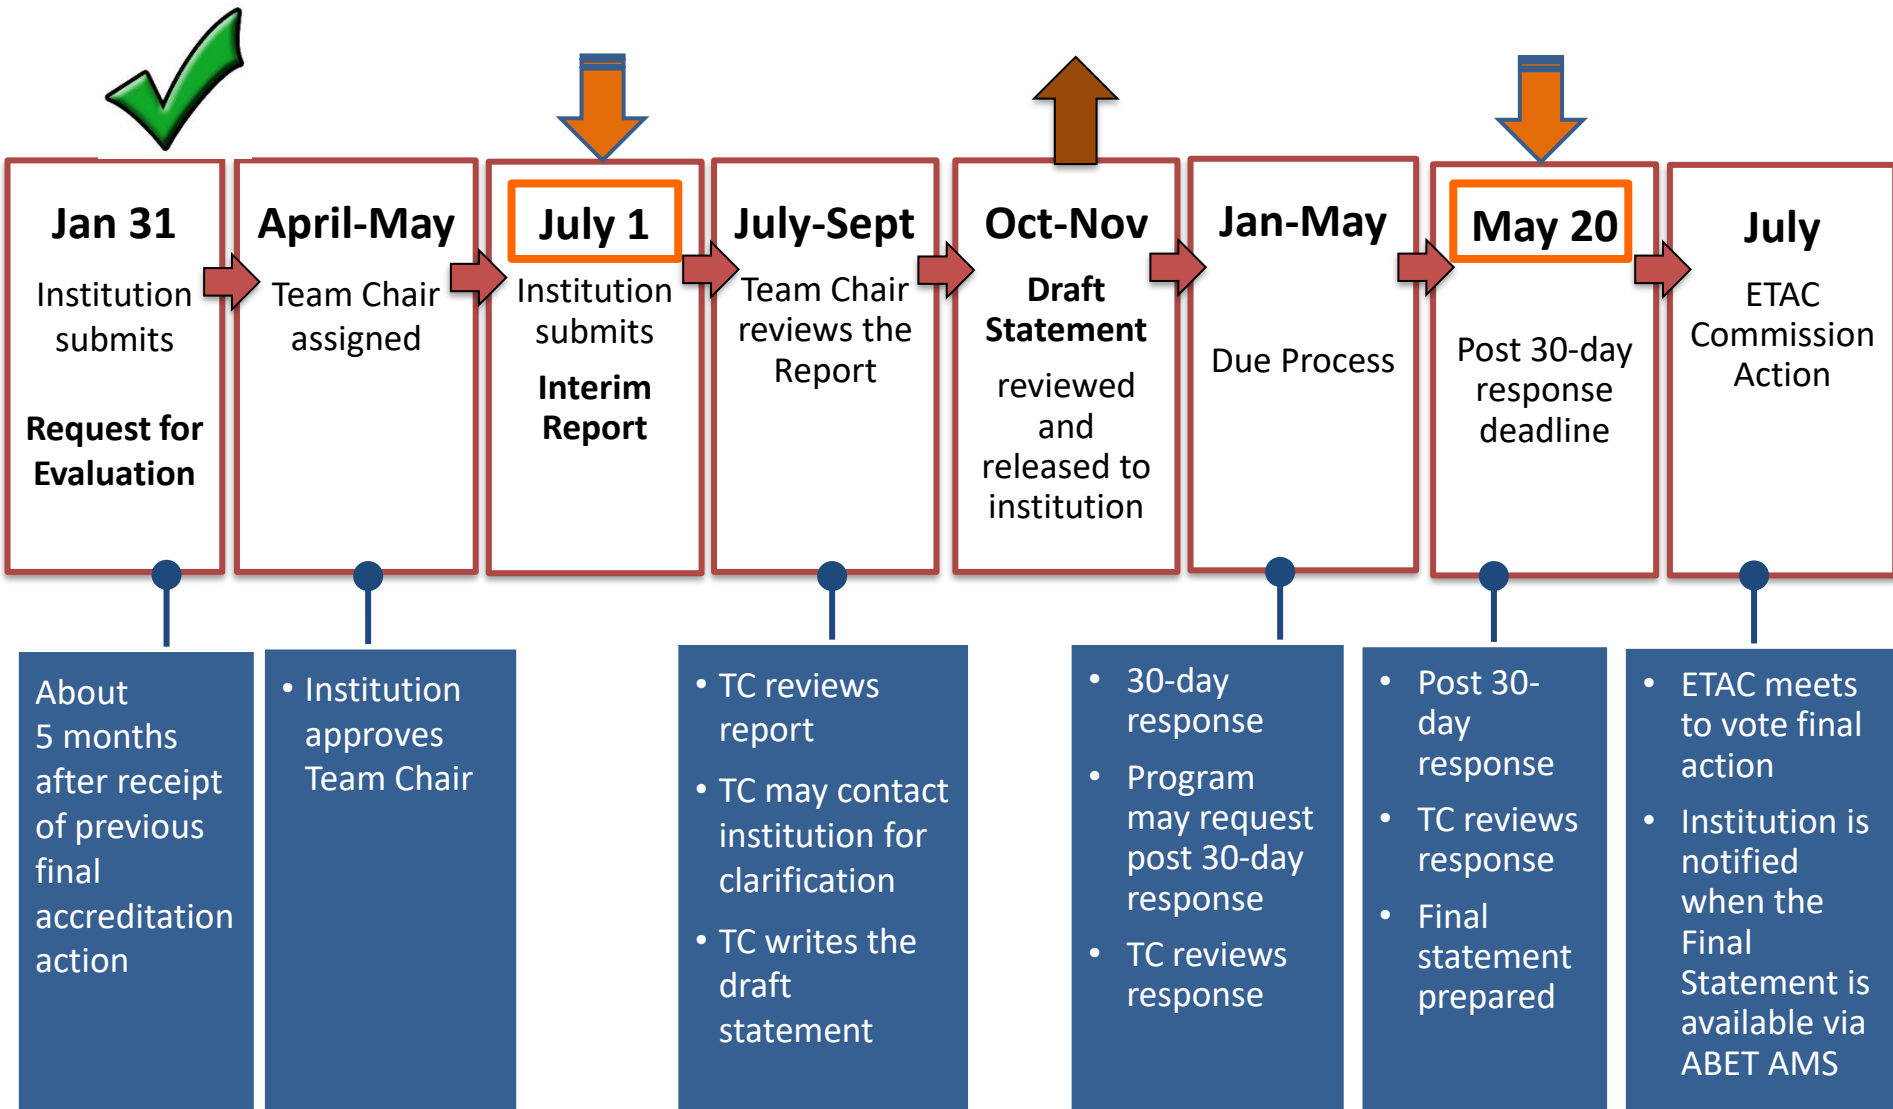 Jan 31
Institution
submits
Request for
Evaluation
April-May
Team Chair
assigned
July 1
Institution
submits
Interim
Report
July-Sept
Team Chair
reviews the
Report
Oct-Nov
Draft
Statement
reviewed
and
released to
institution
Jan-May
Due Process
May 20
Post 30-day
response
deadline
July
ETAC
Commission
Action
About
5 months
after receipt
of previous
final
accreditation
action
• Institution
approves
Team Chair
• TC reviews
report
• TC may contact
institution for
clarification
• TC writes the
draft
statement
• 30-day
response
• Program
may request
post 30-day
response
• TC reviews
response
• Post 30-
day
response
• TC reviews
response
• Final
statement
prepared
• ETAC meets
to vote final
action
• Institution is
notified
when the
Final
Statement is
available via
ABET AMS